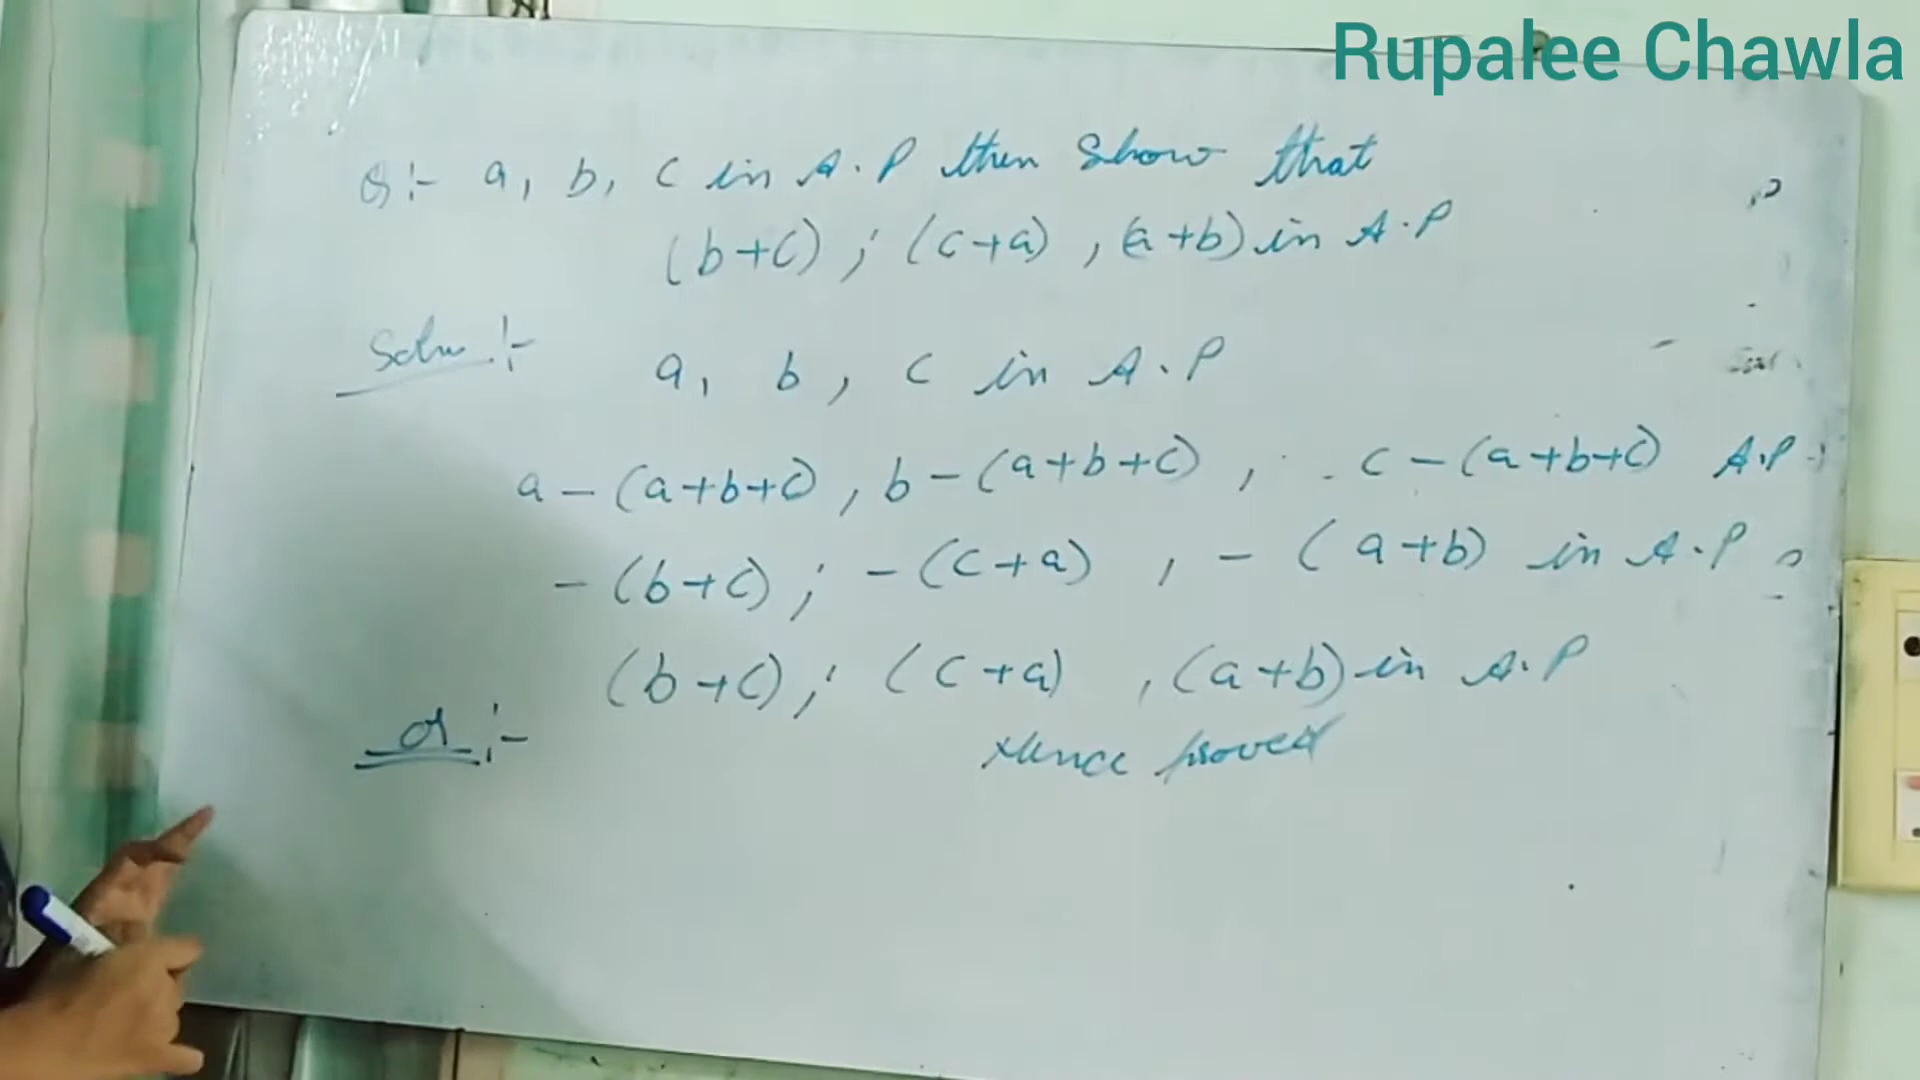 Rupalee Chawla
Q:- a, b, c in A.P then show that
(b+c); (c+a), (a+b) in A.P
Soln:-
a, b, c in A.P
a-(a+b+c), b-(a+b+c), c-(a+b+c) A.P
-(b+c); -(c+a), -(a+b) in A.P
(b+c); (c+a), (a+b) in A.P
Or:-
Hence proved